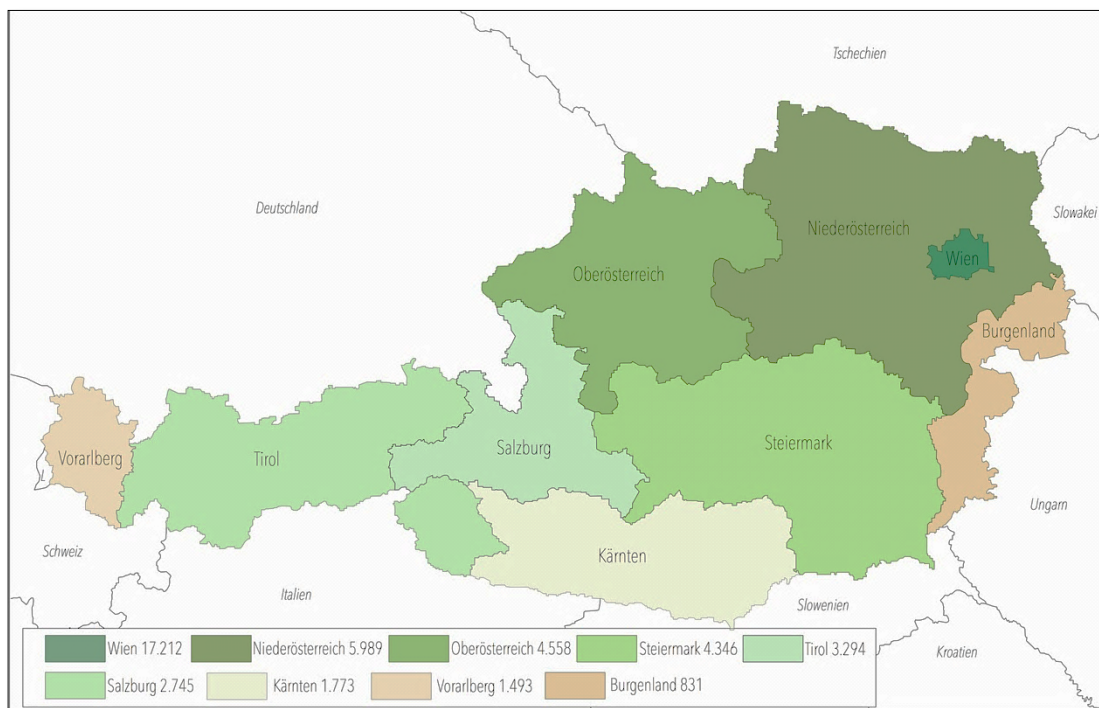 Tschechien
Deutschland
Slowakei
Niederösterreich
Wien
Oberösterreich
Burgenland
Steiermark
Salzburg
Tirol
Vorarlberg
Ungarn
Schweiz
Kärnten
Italien
Slowenien
Kroatien
Wien 17.212 Niederösterreich 5.989 Oberösterreich 4.558 Steiermark 4.346 Tirol 3.294
Salzburg 2.745 Kärnten 1.773 Vorarlberg 1.493 Burgenland 831